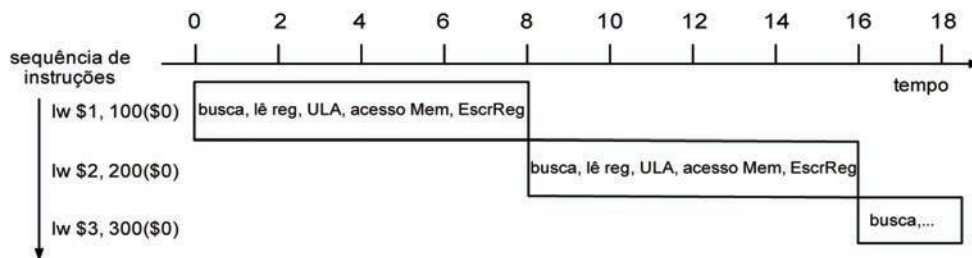 0 2 4 6 8 10 12 14 16 18
sequência de
instruções
tempo
lw $1, 100($0)
busca, lê reg, ULA, acesso Mem, EscrReg
lw $2, 200($0)
busca, lê reg, ULA, acesso Mem, EscrReg
lw $3, 300($0)
busca,...